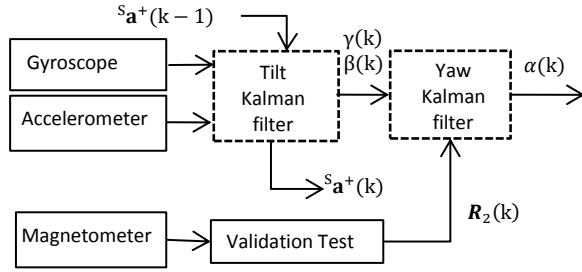 ˢa⁺(k−1)
Gyroscope
Accelerometer
Tilt
Kalman
filter
γ(k)
β(k)
Yaw
Kalman
filter
α(k)
ˢa⁺(k)
Magnetometer
Validation Test
R₂(k)